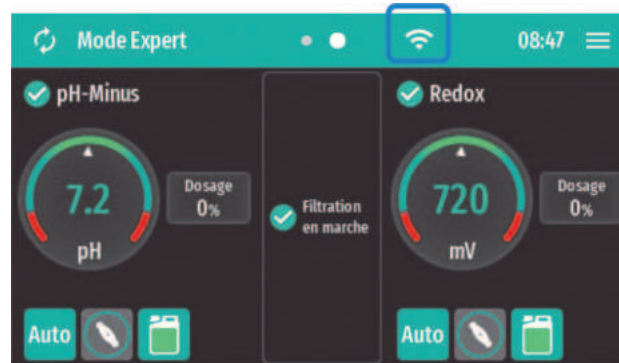 Mode Expert
08:47
pH-Minus
7.2
pH
Dosage
0%
Auto
Filtration
en marche
Redox
720
mV
Dosage
0%
Auto